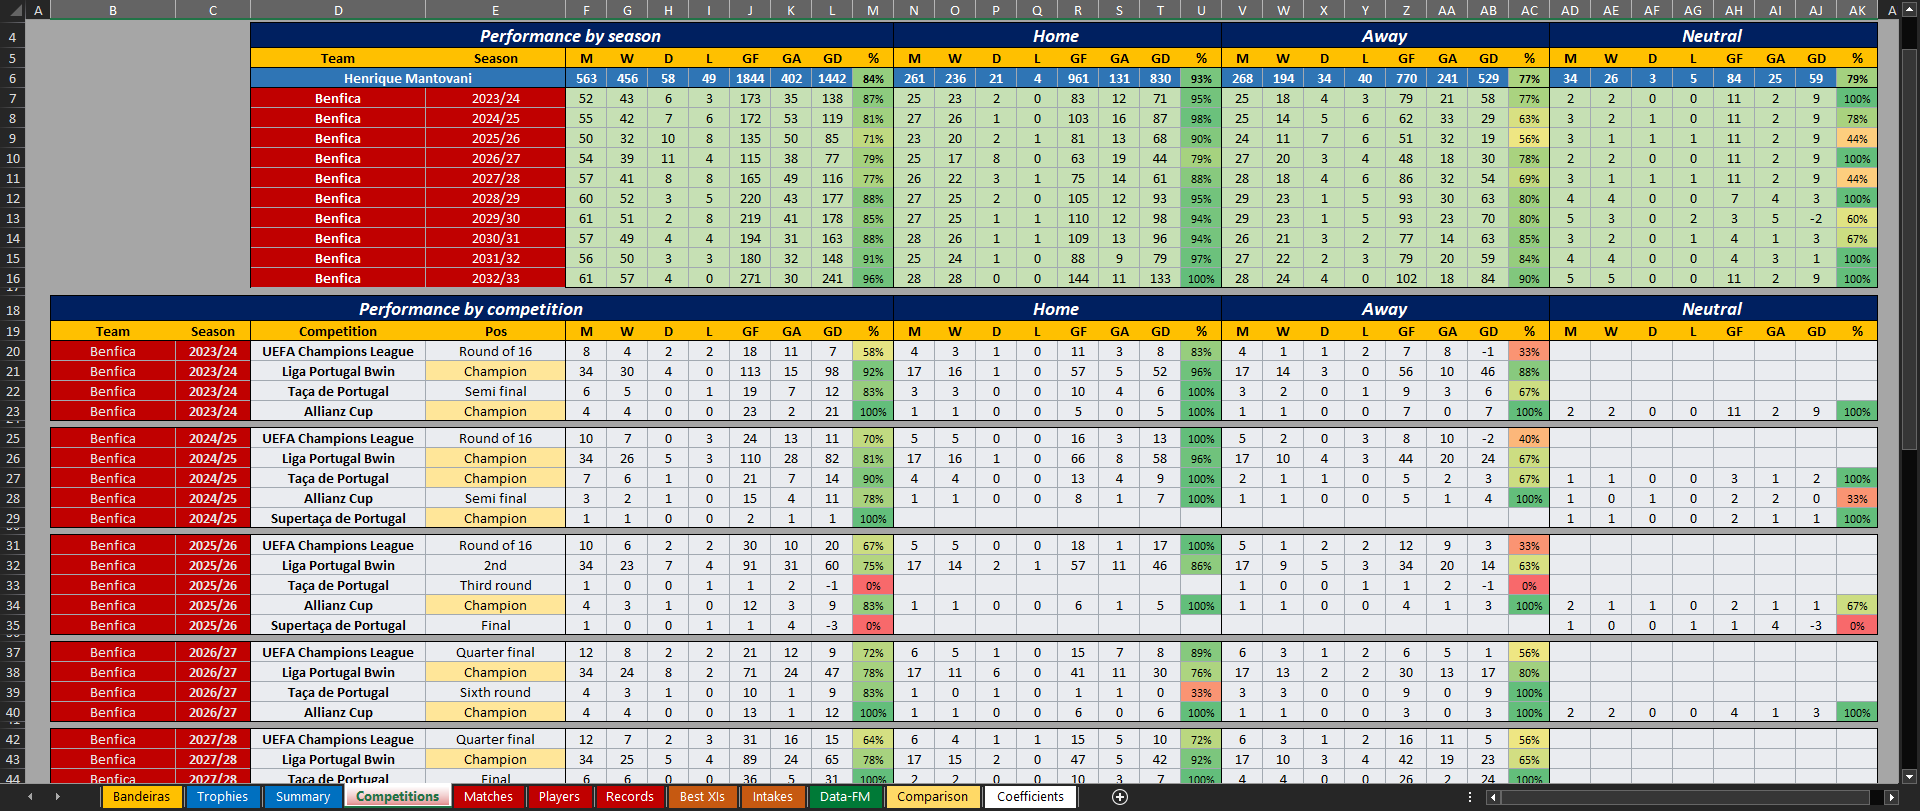 A B C D E F G H I J K L M N O P Q R S T U V W X Y Z AA AB AC AD AE AF AG AH AI AJ AK A
4 Performance by season Home Away Neutral
5 Team Season M W D L GF GA GD % M W D L GF GA GD % M W D L GF GA GD % M W D L GF GA GD %
6 Henrique Mantovani 563 456 58 49 1844 402 1442 84% 261 236 21 4 961 131 830 93% 268 194 34 40 770 241 529 77% 34 26 3 5 84 25 59 79%
7 Benfica 2023/24 52 43 6 3 173 35 138 87% 25 23 2 0 83 12 71 95% 25 18 4 3 79 21 58 77% 2 2 0 0 11 2 9 100%
8 Benfica 2024/25 55 42 7 6 172 53 119 81% 27 26 1 0 103 16 87 98% 25 14 5 6 62 33 29 63% 3 2 1 0 11 2 9 78%
9 Benfica 2025/26 50 32 10 8 135 50 85 71% 23 20 2 1 81 13 68 90% 24 11 7 6 51 32 19 56% 3 1 1 1 11 2 9 44%
10 Benfica 2026/27 54 39 11 4 115 38 77 79% 25 17 8 0 63 19 44 79% 27 20 3 4 48 18 30 78% 2 2 0 0 11 2 9 100%
11 Benfica 2027/28 57 41 8 8 165 49 116 77% 26 22 3 1 75 14 61 88% 28 18 4 6 86 32 54 69% 3 1 1 1 11 2 9 44%
12 Benfica 2028/29 60 52 3 5 220 43 177 88% 27 25 2 0 105 12 93 95% 29 23 1 5 93 30 63 80% 4 4 0 0 7 4 3 100%
13 Benfica 2029/30 61 51 2 8 219 41 178 85% 27 25 1 1 110 12 98 94% 29 23 1 5 93 23 70 80% 5 3 0 2 3 5 -2 60%
14 Benfica 2030/31 57 49 4 4 194 31 163 88% 28 26 1 1 109 13 96 94% 26 21 3 2 77 14 63 85% 3 2 0 1 4 1 3 67%
15 Benfica 2031/32 56 50 3 3 180 32 148 91% 25 24 1 0 88 9 79 97% 27 22 2 3 79 20 59 84% 4 4 0 0 4 3 1 100%
16 Benfica 2032/33 61 57 4 0 271 30 241 96% 28 28 0 0 144 11 133 100% 28 24 4 0 102 18 84 90% 5 5 0 0 11 2 9 100%
18 Performance by competition Home Away Neutral
19 Team Season Competition Pos M W D L GF GA GD % M W D L GF GA GD % M W D L GF GA GD % M W D L GF GA GD %
20 Benfica 2023/24 UEFA Champions League Round of 16 8 4 2 2 18 11 7 58% 4 3 1 0 11 3 8 83% 4 1 1 2 7 8 -1 33%
21 Benfica 2023/24 Liga Portugal Bwin Champion 34 30 4 0 113 15 98 92% 17 16 1 0 57 5 52 96% 17 14 3 0 56 10 46 88%
22 Benfica 2023/24 Taça de Portugal Semi final 6 5 0 1 19 7 12 83% 3 3 0 0 10 4 6 100% 3 2 0 1 9 3 6 67%
23 Benfica 2023/24 Allianz Cup Champion 4 4 0 0 23 2 21 100% 1 1 0 0 5 0 5 100% 1 1 0 0 7 0 7 100% 2 2 0 0 11 2 9 100%
25 Benfica 2024/25 UEFA Champions League Round of 16 10 7 0 3 24 13 11 70% 5 5 0 0 16 3 13 100% 5 2 0 3 8 10 -2 40%
26 Benfica 2024/25 Liga Portugal Bwin Champion 34 26 5 3 110 28 82 81% 17 16 1 0 66 8 58 96% 17 10 4 3 44 20 24 67%
27 Benfica 2024/25 Taça de Portugal Champion 7 6 1 0 21 7 14 90% 4 4 0 0 13 4 9 100% 2 1 1 0 5 2 3 67% 1 1 0 0 3 1 2 100%
28 Benfica 2024/25 Allianz Cup Semi final 3 2 1 0 15 4 11 78% 1 1 0 0 8 1 7 100% 1 1 0 0 5 1 4 100% 1 0 1 0 2 2 0 33%
29 Benfica 2024/25 Supertaça de Portugal Champion 1 1 0 0 2 1 1 100% 1 1 0 0 2 1 1 100%
31 Benfica 2025/26 UEFA Champions League Round of 16 10 6 2 2 30 10 20 67% 5 5 0 0 18 1 17 100% 5 1 2 2 12 9 3 33%
32 Benfica 2025/26 Liga Portugal Bwin 2nd 34 23 7 4 91 31 60 75% 17 14 2 1 57 11 46 86% 17 9 5 3 34 20 14 63%
33 Benfica 2025/26 Taça de Portugal Third round 1 0 0 1 1 2 -1 0% 1 0 0 1 1 2 -1 0%
34 Benfica 2025/26 Allianz Cup Champion 4 3 1 0 12 3 9 83% 1 1 0 0 6 1 5 100% 1 1 0 0 4 1 3 100% 2 1 1 0 2 1 1 67%
35 Benfica 2025/26 Supertaça de Portugal Final 1 0 0 1 1 4 -3 0% 1 0 0 1 1 4 -3 0%
37 Benfica 2026/27 UEFA Champions League Quarter final 12 8 2 2 21 12 9 72% 6 5 1 0 15 7 8 89% 6 3 1 2 6 5 1 56%
38 Benfica 2026/27 Liga Portugal Bwin Champion 34 24 8 2 71 24 47 78% 17 11 6 0 41 11 30 76% 17 13 2 2 30 13 17 80%
39 Benfica 2026/27 Taça de Portugal Sixth round 4 3 1 0 10 1 9 83% 1 0 1 0 1 1 0 33% 3 3 0 0 9 0 9 100%
40 Benfica 2026/27 Allianz Cup Champion 4 4 0 0 13 1 12 100% 1 1 0 0 6 0 6 100% 1 1 0 0 3 0 3 100% 2 2 0 0 4 1 3 100%
42 Benfica 2027/28 UEFA Champions League Quarter final 12 7 2 3 31 16 15 64% 6 4 1 1 15 5 10 72% 6 3 1 2 16 11 5 56%
43 Benfica 2027/28 Liga Portugal Bwin Champion 34 25 5 4 89 24 65 78% 17 15 2 0 47 5 42 92% 17 10 3 4 42 19 23 65%
44 Benfica 2027/28 Taça de Portugal Final 6 6 0 0 36 5 31 100% 2 2 0 0 10 3 7 100% 4 4 0 0 26 2 24 100%
Bandeiras Trophies Summary Competitions Matches Players Records Best XIs Intakes Data-FM Comparison Coefficients